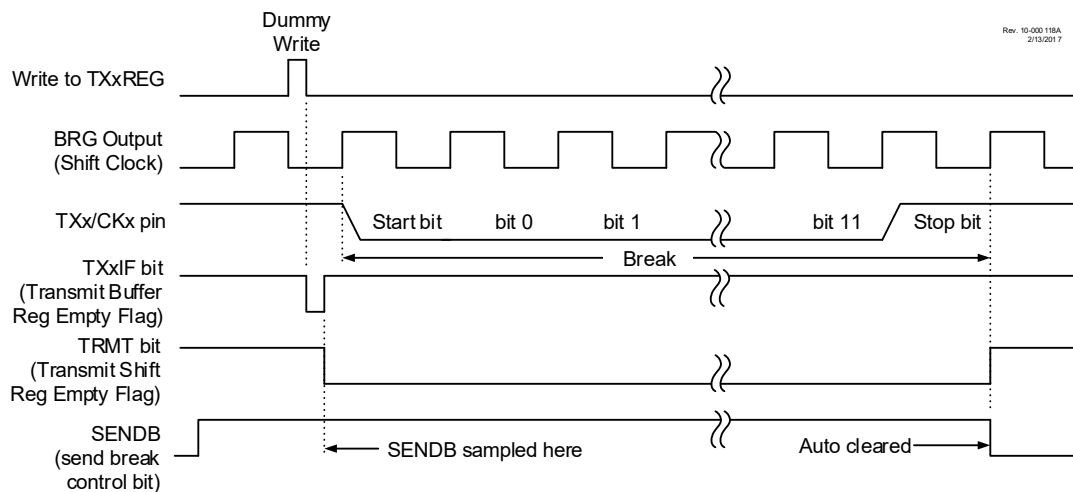 Dummy
Write
Rev. 10-000 118A
2/13/201 7
Write to TXxREG
BRG Output
(Shift Clock)
TXx/CKx pin
Start bit
bit 0
bit 1
bit 11
Stop bit
Break
TXxIF bit
(Transmit Buffer
Reg Empty Flag)
TRMT bit
(Transmit Shift
Reg Empty Flag)
SENDB
(send break
control bit)
SENDB sampled here
Auto cleared